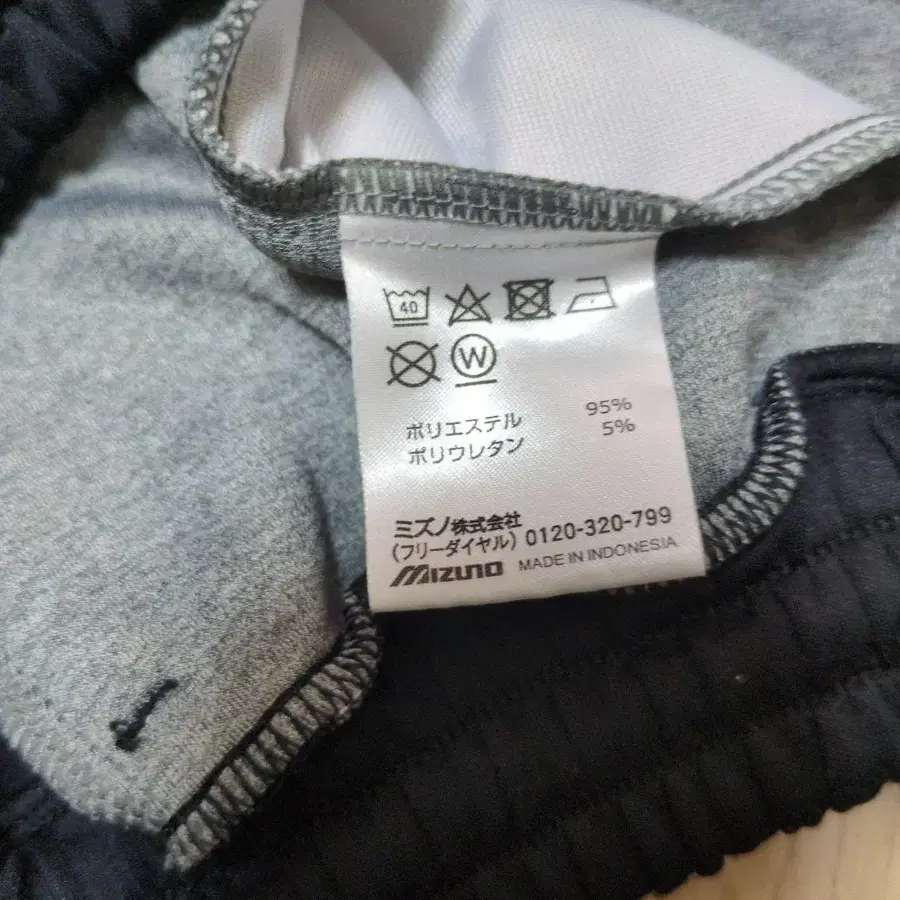 40
W
ポリエステル 95%
ポリウレタン 5%
ミズノ株式会社
(フリーダイヤル) 0120-320-799
MIZUNO MADE IN INDONESIA